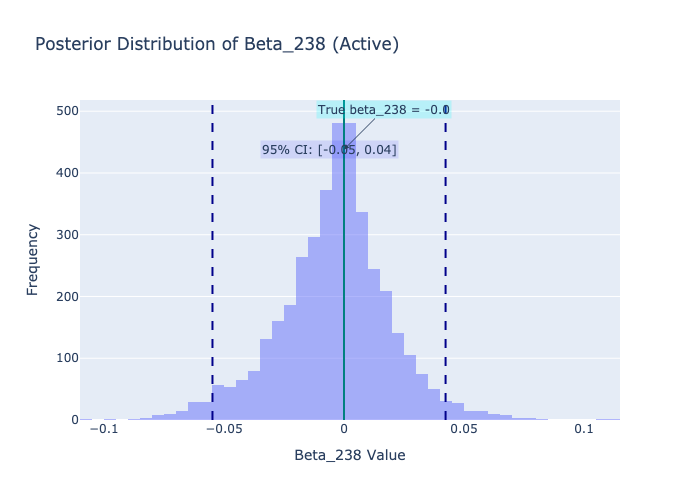 Posterior Distribution of Beta_238 (Active)
True beta_238 = -0.0
95% CI: [-0.05, 0.04]
500
400
300
200
100
0
Frequency
−0.1
−0.05
0
0.05
0.1
Beta_238 Value